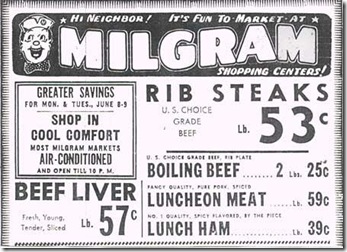 HI NEIGHBOR! IT'S FUN TO MARKET AT
MILGRAM
SHOPPING CENTERS!
GREATER SAVINGS
FOR MON. & TUES., JUNE 8-9
SHOP IN
COOL COMFORT
MOST MILGRAM MARKETS
AIR-CONDITIONED
AND OPEN TILL 10 P. M.
RIB STEAKS
U. S. CHOICE
GRADE
BEEF
Lb. 53c
U. S. CHOICE GRADE BEEF, RIB PLATE
BOILING BEEF 2 Lbs. 25c
FANCY QUALITY, PURE PORK, SPICED
LUNCHEON MEAT Lb. 59c
NO. 1 QUALITY, SPICY FLAVORED, BY THE PIECE
LUNCH HAM Lb. 39c
BEEF LIVER
Fresh, Young,
Tender, Sliced
Lb. 57c